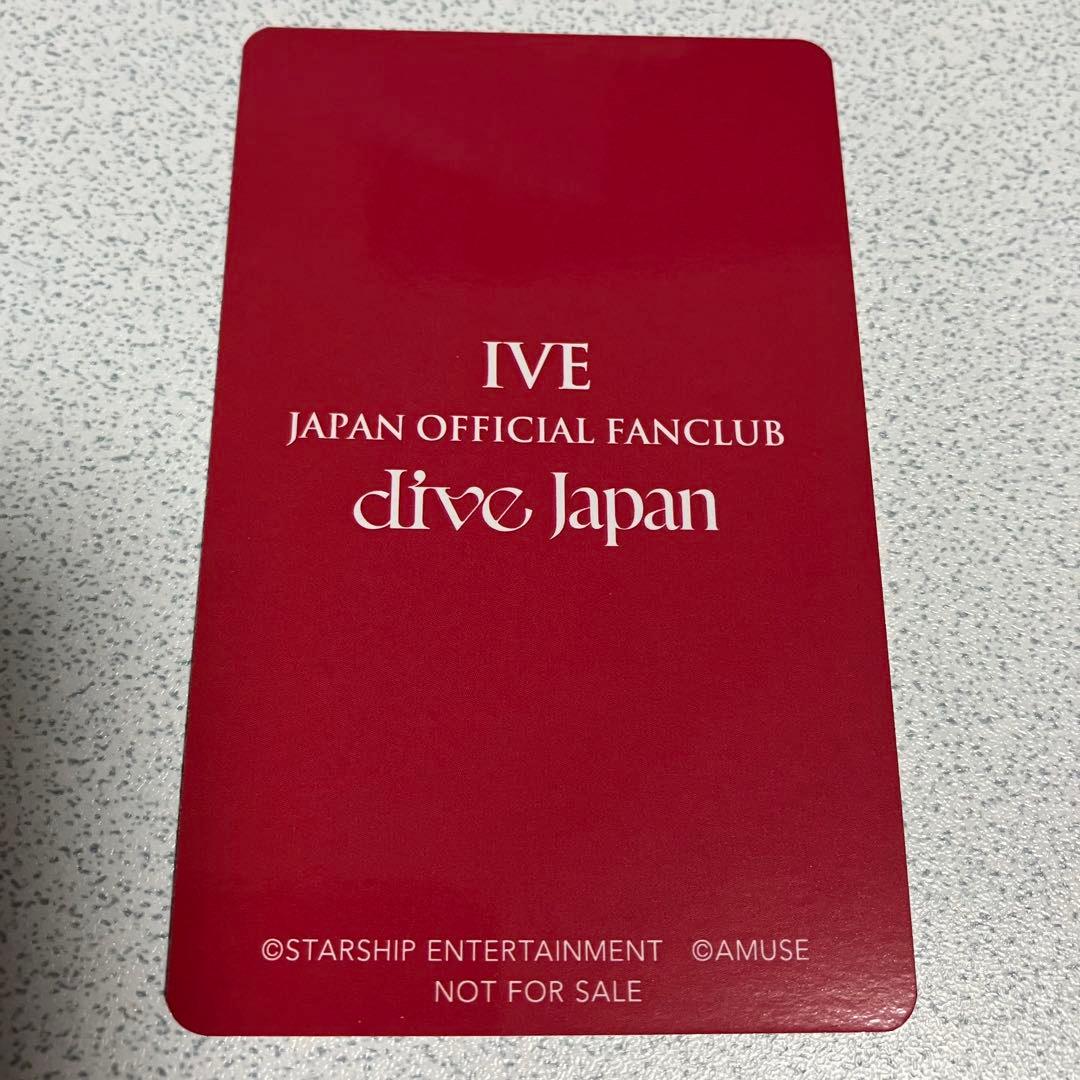 IVE
JAPAN OFFICIAL FANCLUB
dive Japan
©STARSHIP ENTERTAINMENT ©AMUSE
NOT FOR SALE